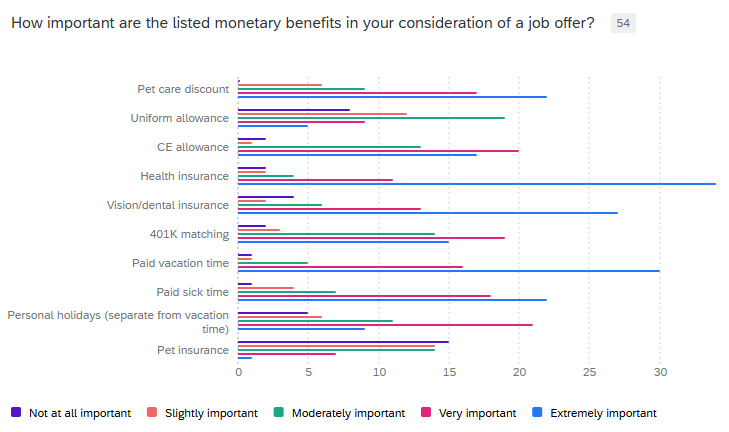 How important are the listed monetary benefits in your consideration of a job offer? 54
Pet care discount
Uniform allowance
CE allowance
Health insurance
Vision/dental insurance
401K matching
Paid vacation time
Paid sick time
Personal holidays (separate from vacation
time)
Pet insurance
0 5 10 15 20 25 30
Not at all important Slightly important Moderately important Very important Extremely important